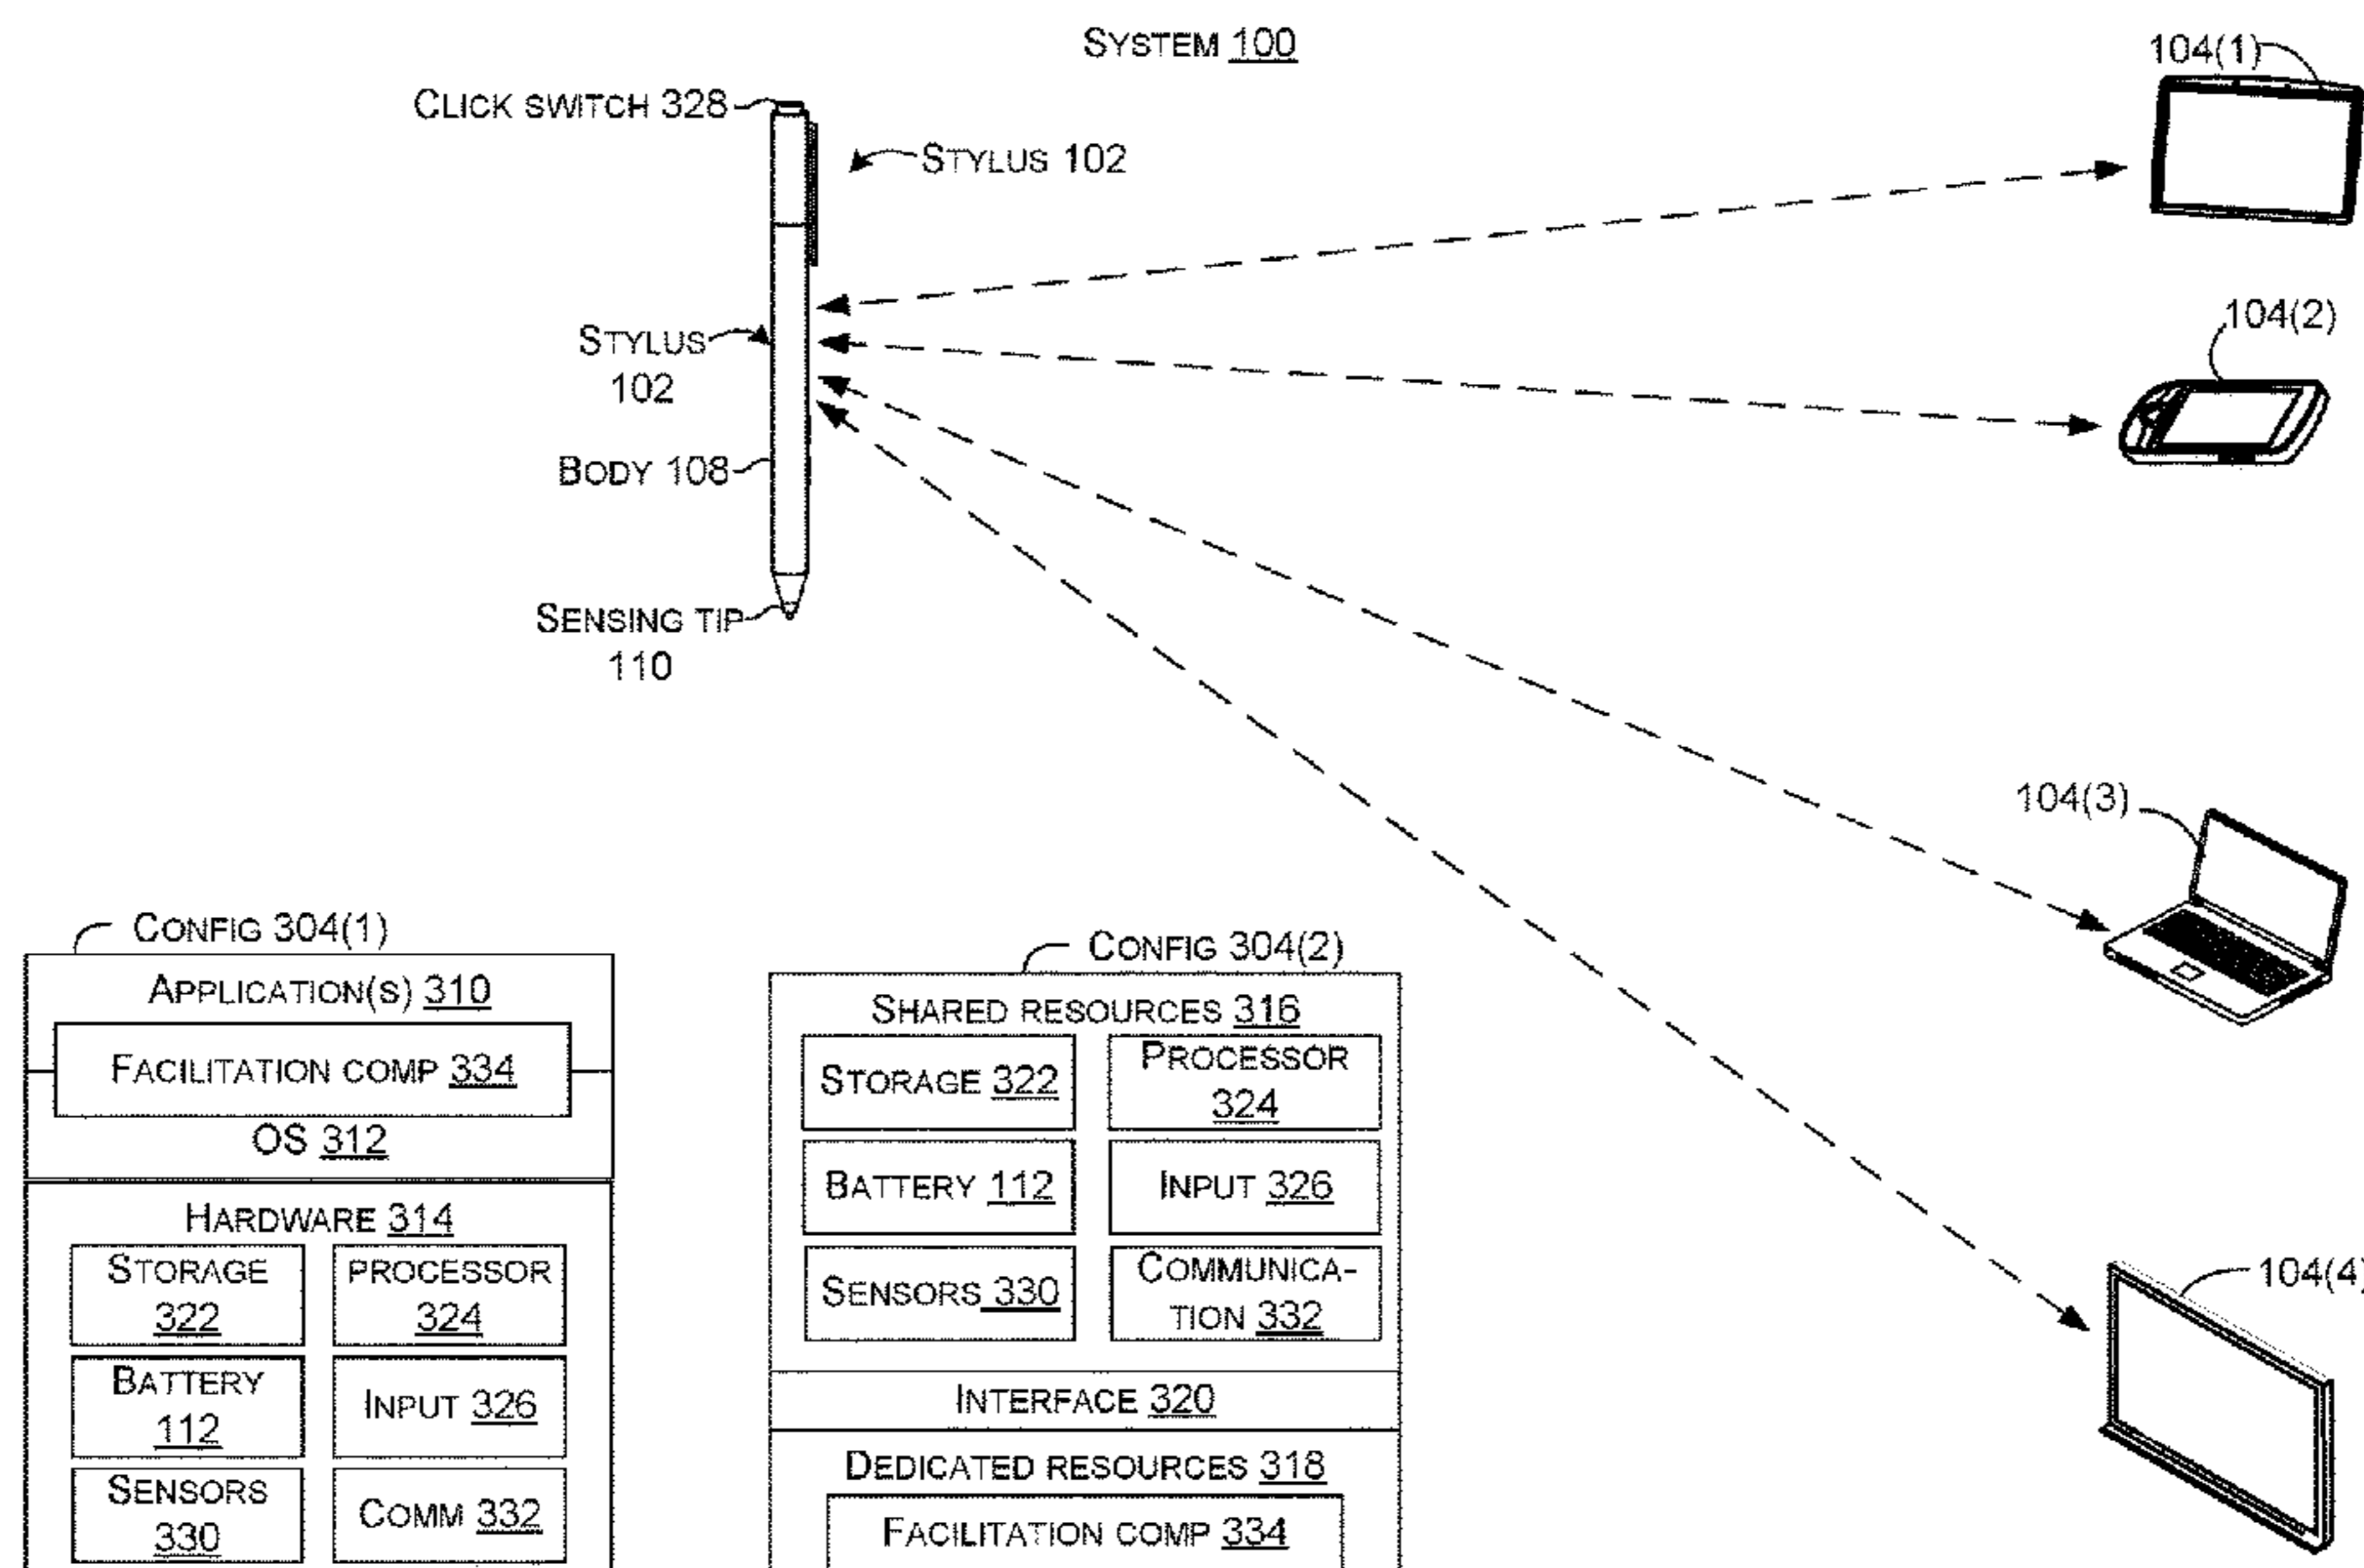 SYSTEM 100
104(1)
CLICK SWITCH 328
STYLUS 102
104(2)
STYLUS
102
BODY 108
SENSING TIP
110
104(3)
CONFIG 304(1)
APPLICATION(S) 310
FACILITATION COMP 334
OS 312
HARDWARE 314
STORAGE
322
PROCESSOR
324
BATTERY
112
INPUT 326
SENSORS
330
COMM 332
CONFIG 304(2)
SHARED RESOURCES 316
STORAGE 322
PROCESSOR
324
BATTERY 112
INPUT 326
SENSORS 330
COMMUNICA-
TION 332
INTERFACE 320
DEDICATED RESOURCES 318
FACILITATION COMP 334
104(4)